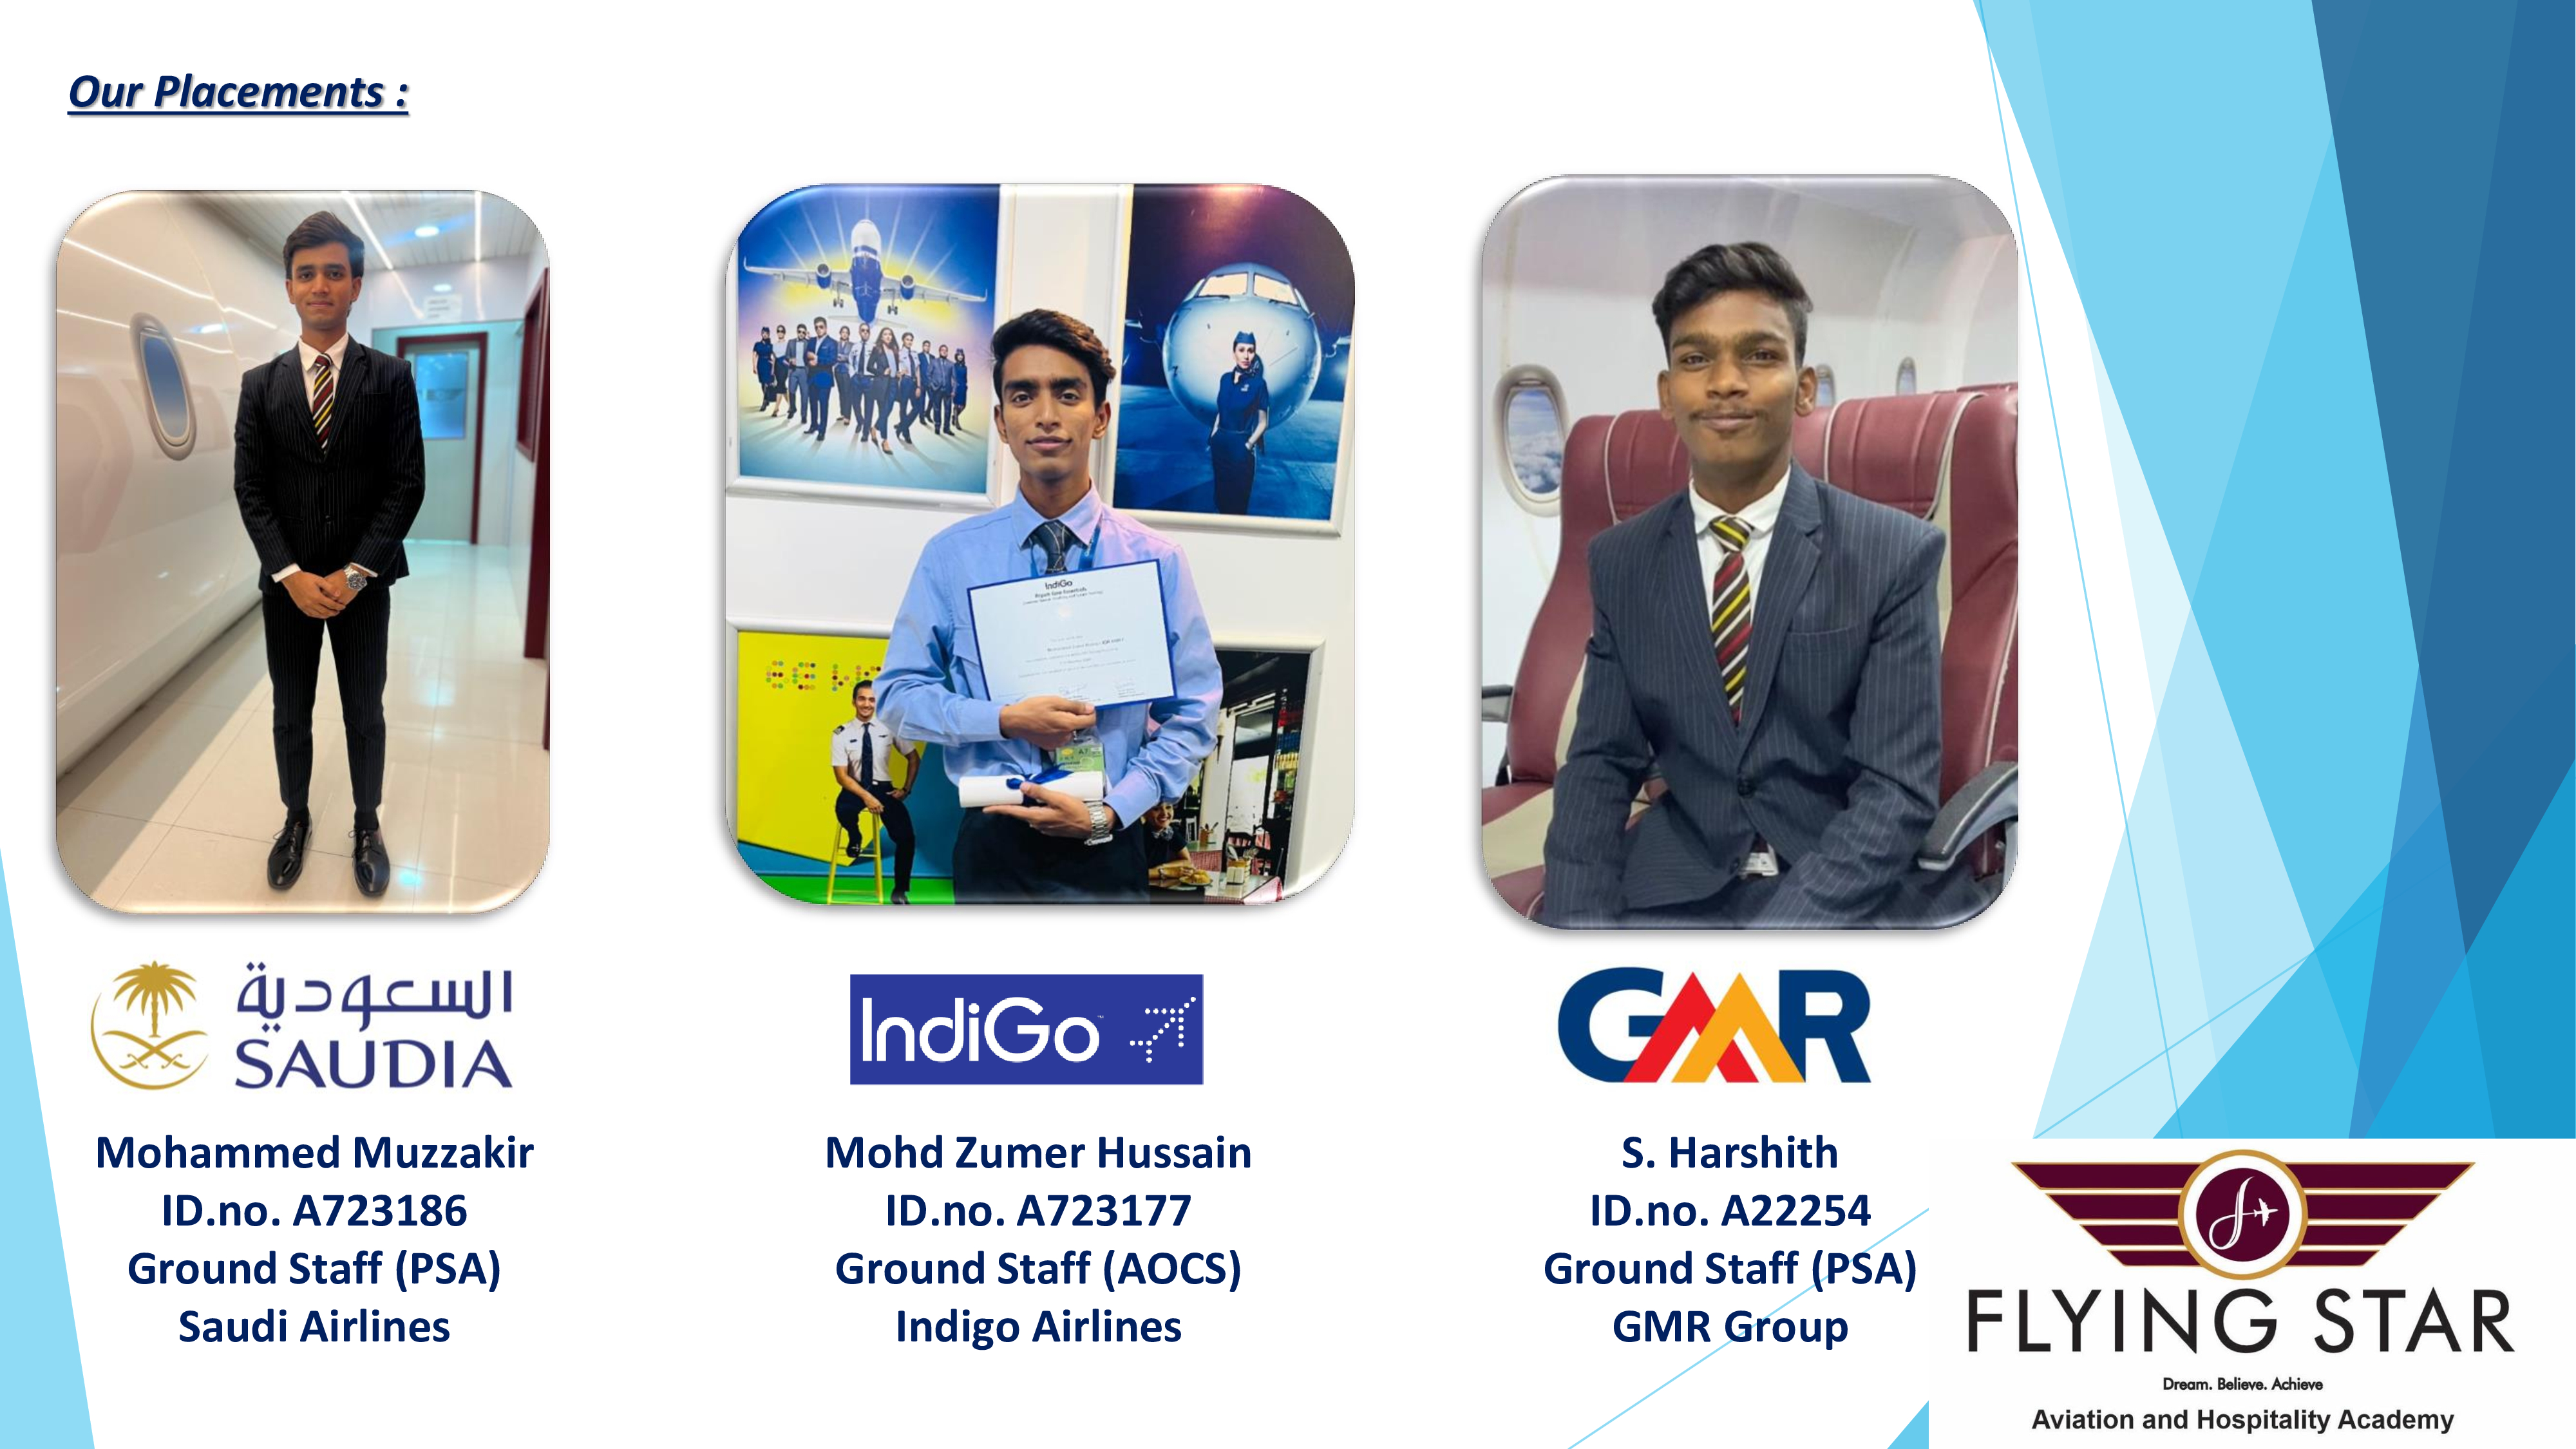 Our Placements :
IndiGo
السعودية
SAUDIA
IndiGo
GMR
Mohammed Muzzakir
ID.no. A723186
Ground Staff (PSA)
Saudi Airlines
Mohd Zumer Hussain
ID.no. A723177
Ground Staff (AOCS)
Indigo Airlines
S. Harshith
ID.no. A22254
Ground Staff (PSA)
GMR Group
FLYING STAR
Dream. Believe. Achieve
Aviation and Hospitality Academy